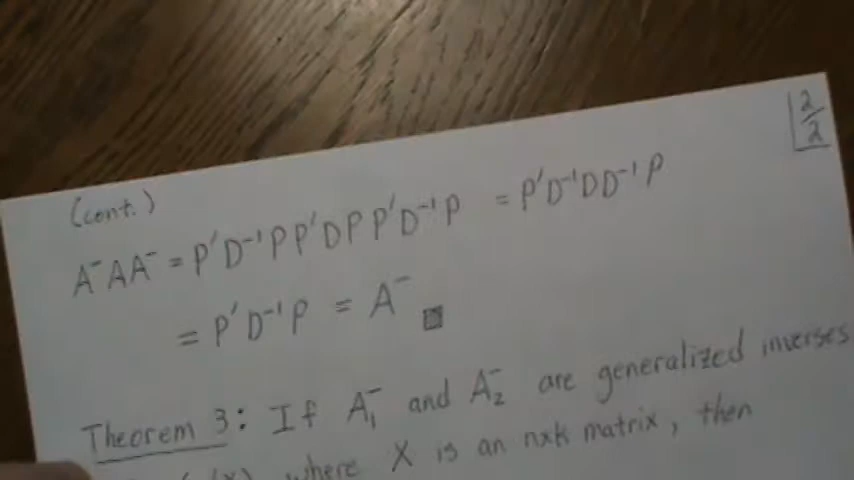 2/2
(cont.)
A⁻AA⁻ = P'D⁻¹PP'DPP'D⁻¹P = P'D⁻¹DD⁻¹P
= P'D⁻¹P = A⁻
Theorem 3: If A₁⁻ and A₂⁻ are generalized inverses
where X is an nxk matrix, then